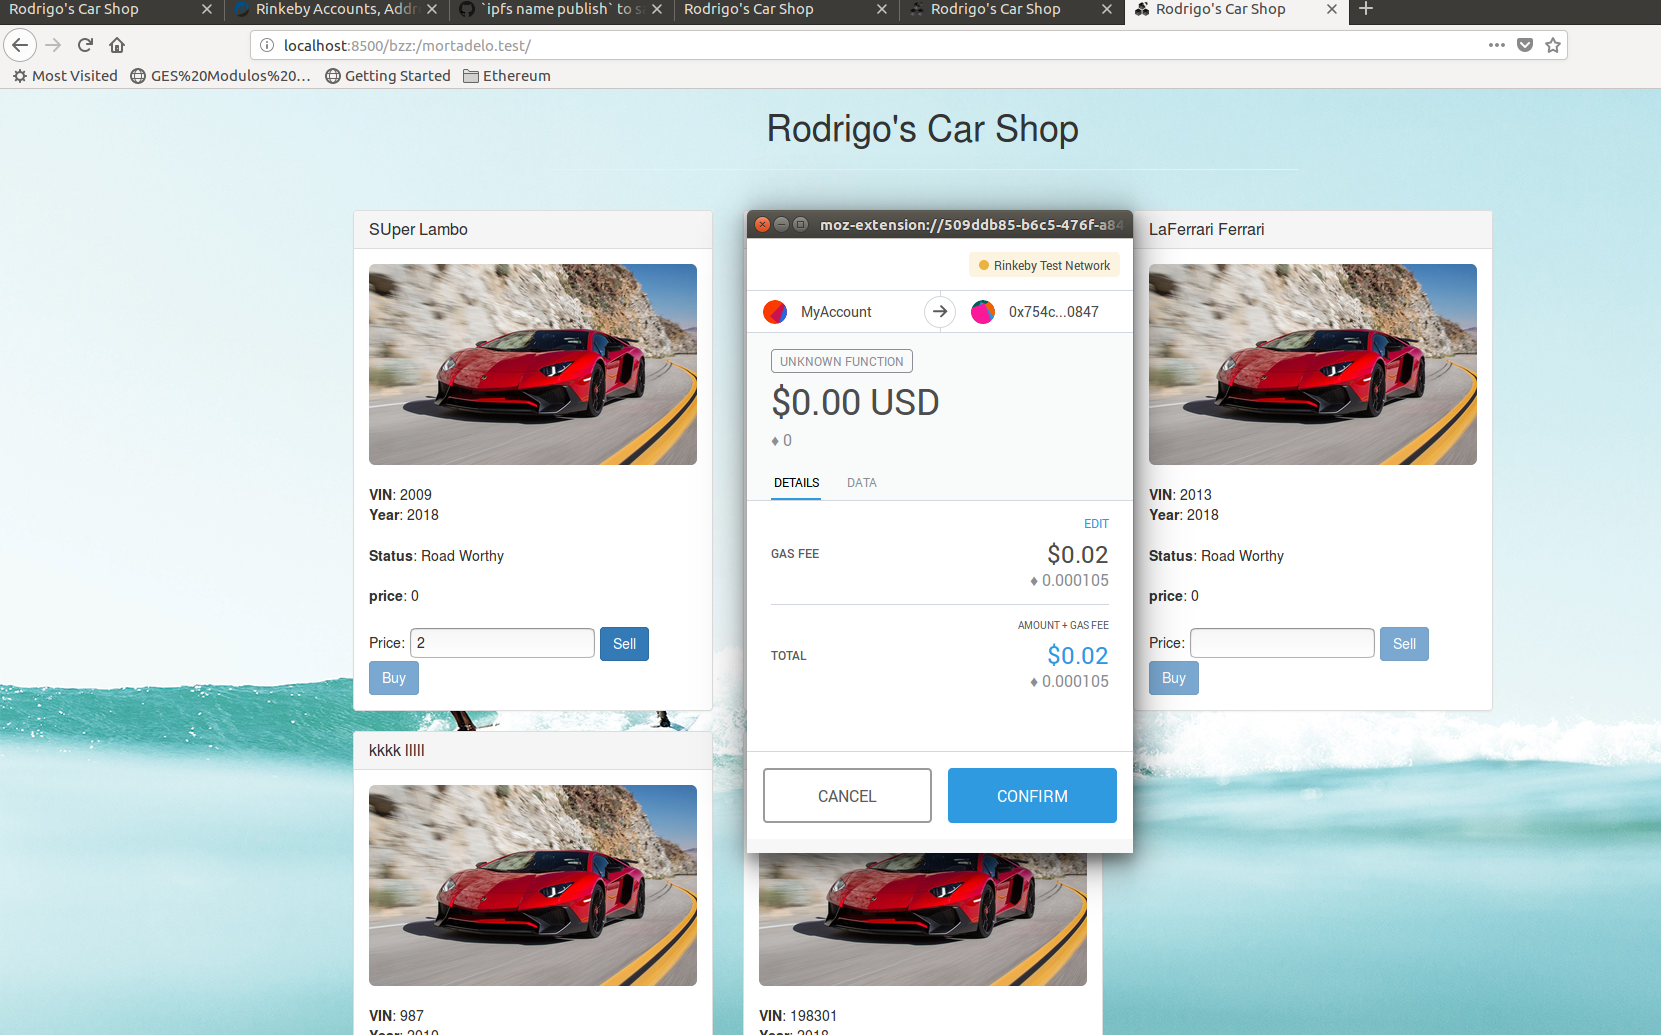 Rodrigo's Car Shop
Rinkeby Accounts, Addr
`ipfs name publish` to s
Rodrigo's Car Shop
Rodrigo's Car Shop
Rodrigo's Car Shop
localhost:8500/bzz:/mortadelo.test/
Most Visited
GES%20Modulos%20...
Getting Started
Ethereum
Rodrigo's Car Shop
SUper Lambo
VIN: 2009
Year: 2018
Status: Road Worthy
price: 0
Price: 2 Sell
Buy
moz-extension://509ddb85-b6c5-476f-a84
Rinkeby Test Network
MyAccount
0x754c...0847
UNKNOWN FUNCTION
$0.00 USD
♦ 0
DETAILS DATA
EDIT
GAS FEE $0.02
♦ 0.000105
AMOUNT + GAS FEE
TOTAL $0.02
♦ 0.000105
CANCEL CONFIRM
LaFerrari Ferrari
VIN: 2013
Year: 2018
Status: Road Worthy
price: 0
Price: Sell
Buy
kkkk lllll
VIN: 987
Year: 2010
VIN: 198301
Year: 2018